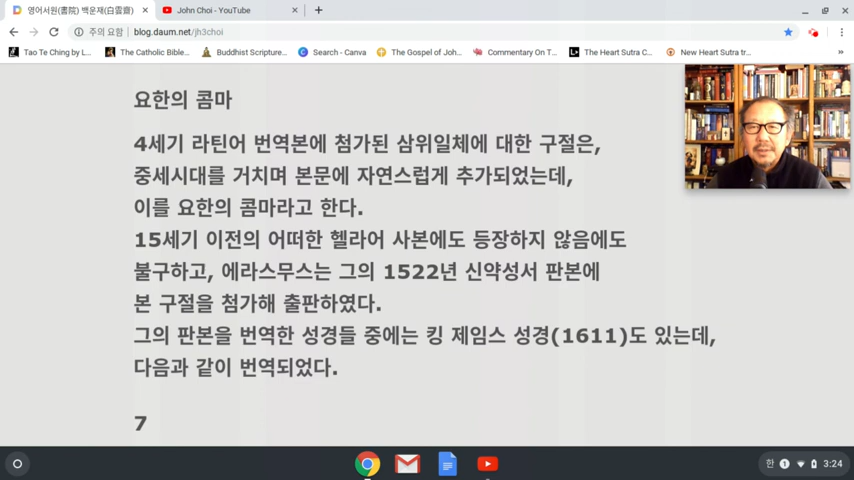 영어서원(書院) 백운재(白雲齋)
John Choi - YouTube
주의 요함
blog.daum.net/jh3choi
Tao Te Ching by L...
The Catholic Bible...
Buddhist Scripture...
Search - Canva
The Gospel of Joh...
Commentary On T...
The Heart Sutra C...
New Heart Sutra tr...
요한의 콤마
4세기 라틴어 번역본에 첨가된 삼위일체에 대한 구절은,
중세시대를 거치며 본문에 자연스럽게 추가되었는데,
이를 요한의 콤마라고 한다.
15세기 이전의 어떠한 헬라어 사본에도 등장하지 않음에도
불구하고, 에라스무스는 그의 1522년 신약성서 판본에
본 구절을 첨가해 출판하였다.
그의 판본을 번역한 성경들 중에는 킹 제임스 성경(1611)도 있는데,
다음과 같이 번역되었다.
7
한 1 3:24